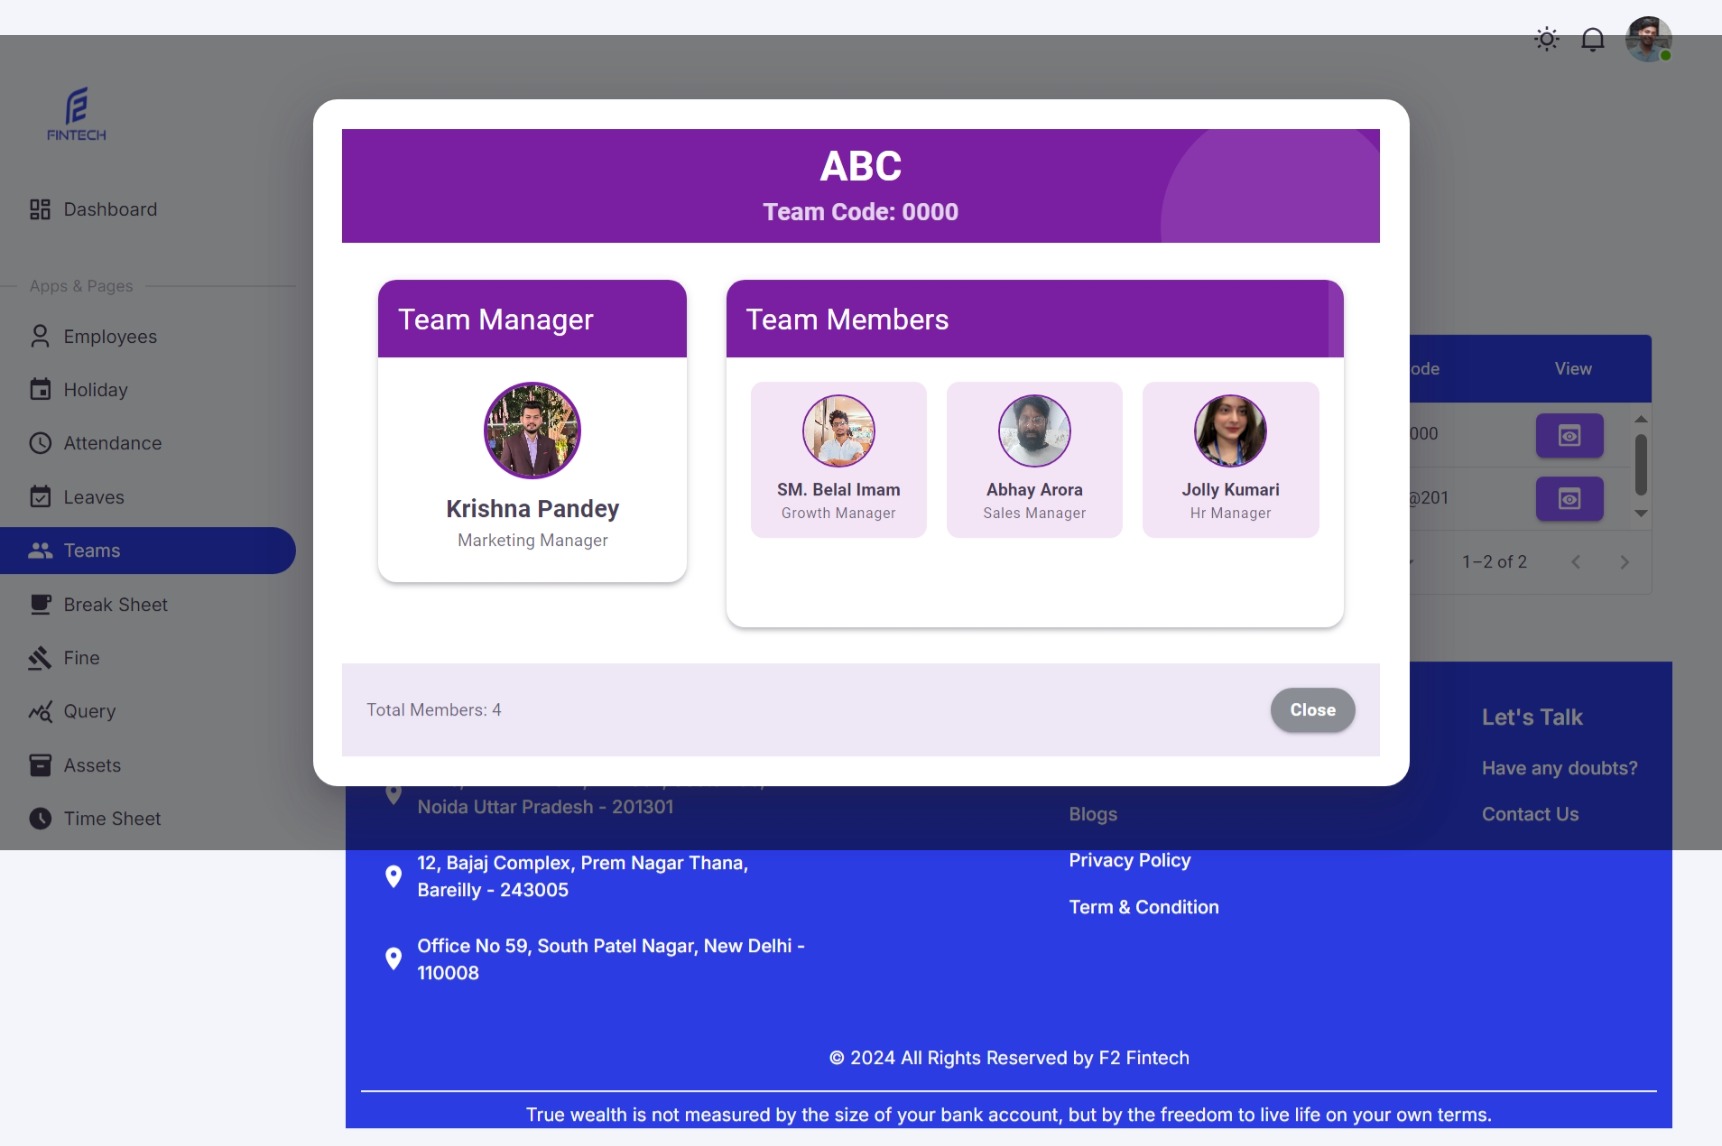 FINTECH
Dashboard
Apps & Pages
Employees
Holiday
Attendance
Leaves
Teams
Break Sheet
Fine
Query
Assets
Time Sheet
ABC
Team Code: 0000
Team Manager
Krishna Pandey
Marketing Manager
Team Members
SM. Belal Imam
Growth Manager
Abhay Arora
Sales Manager
Jolly Kumari
Hr Manager
Total Members: 4
Close
ode
View
000
@201
1–2 of 2
Noida Uttar Pradesh - 201301
12, Bajaj Complex, Prem Nagar Thana,
Bareilly - 243005
Office No 59, South Patel Nagar, New Delhi -
110008
Blogs
Privacy Policy
Term & Condition
Let's Talk
Have any doubts?
Contact Us
© 2024 All Rights Reserved by F2 Fintech
True wealth is not measured by the size of your bank account, but by the freedom to live life on your own terms.